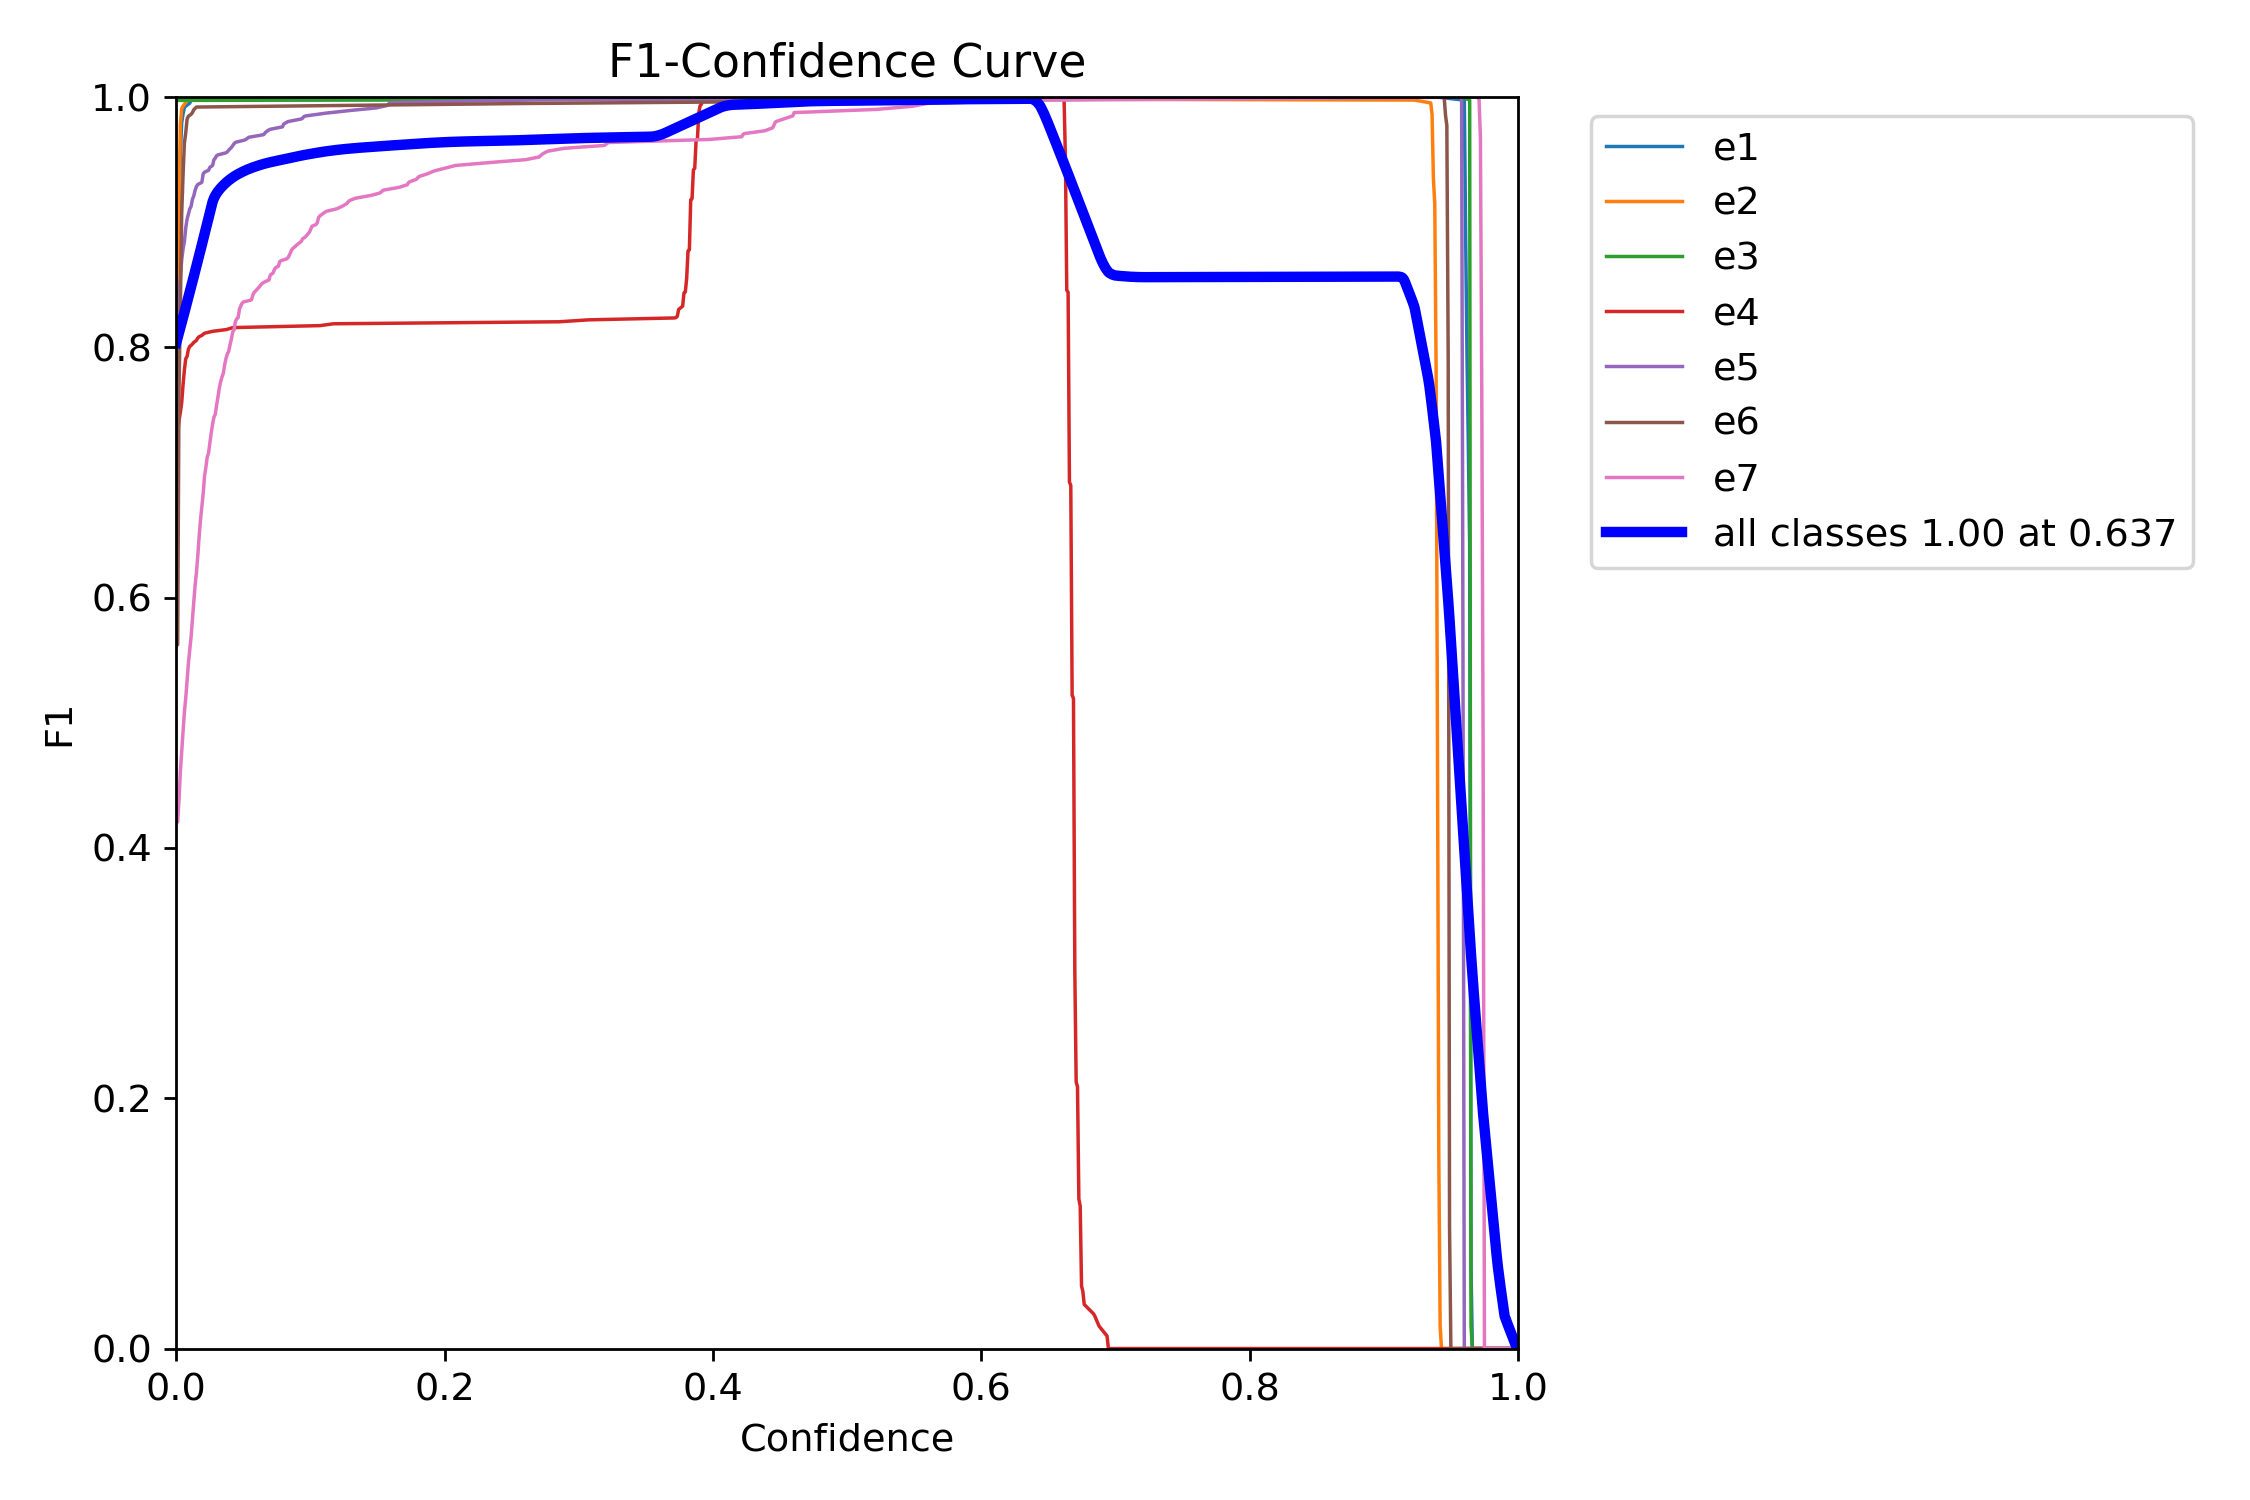 F1-Confidence Curve
1.0
0.8
0.6
0.4
0.2
0.0
F1
0.0 0.2 0.4 0.6 0.8 1.0
Confidence
e1
e2
e3
e4
e5
e6
e7
all classes 1.00 at 0.637